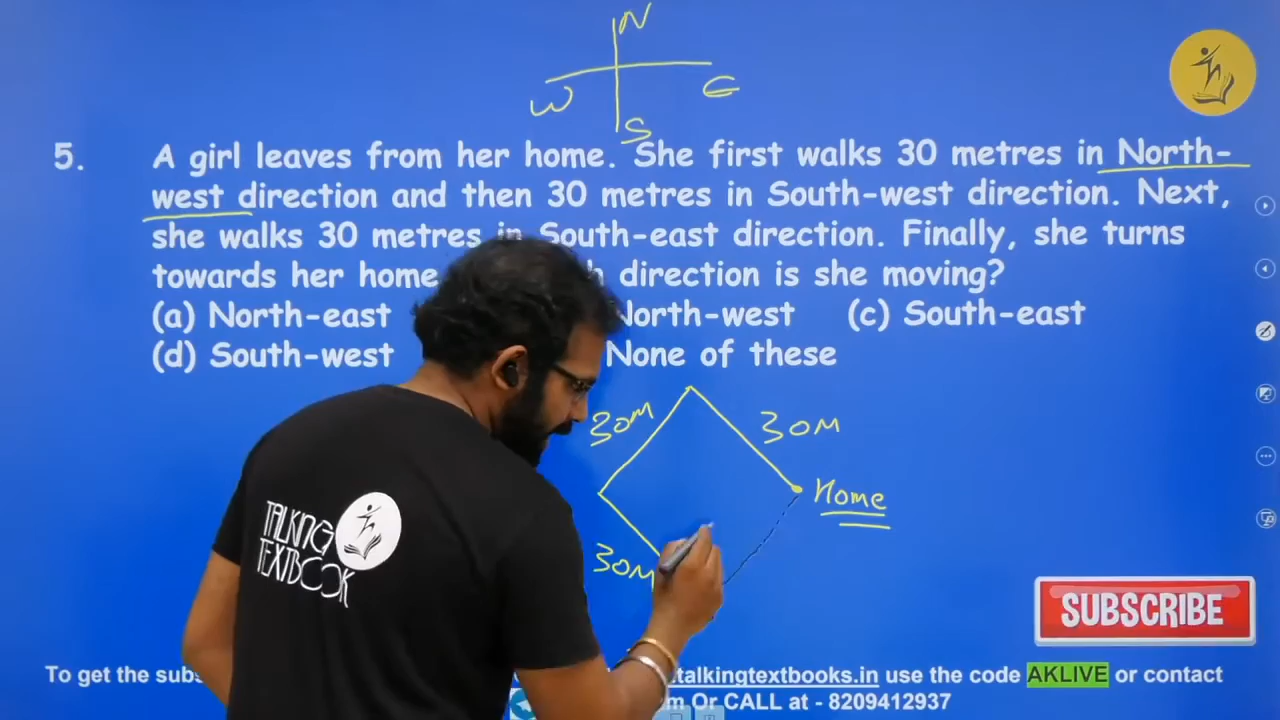 N
W E
S
5. A girl leaves from her home. She first walks 30 metres in North-
west direction and then 30 metres in South-west direction. Next,
she walks 30 metres in South-east direction. Finally, she turns
towards her home direction is she moving?
(a) North-east North-west (c) South-east
(d) South-west None of these
30M 30M
Home
30M
TALKING
TEXTBOOK
SUBSCRIBE
To get the talkingtextbooks.in use the code AKLIVE or contact
Or CALL at - 8209412937